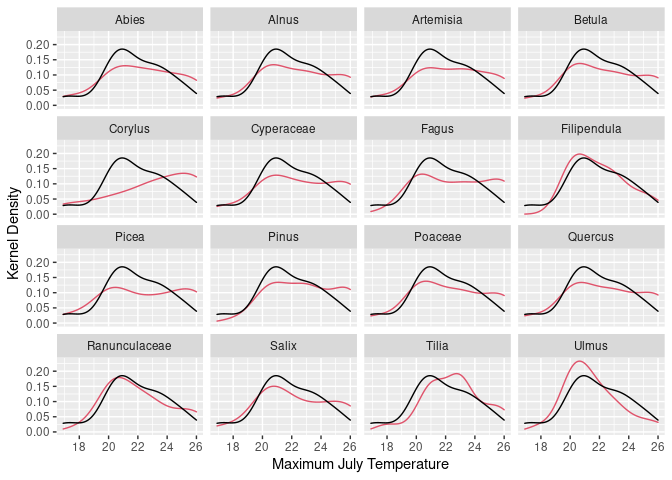 Abies Alnus Artemisia Betula
0.20
0.15
0.10
0.05
0.00
Corylus Cyperaceae Fagus Filipendula
0.20
0.15
0.10
0.05
0.00
Picea Pinus Poaceae Quercus
0.20
0.15
0.10
0.05
0.00
Ranunculaceae Salix Tilia Ulmus
0.20
0.15
0.10
0.05
0.00
18 20 22 24 26 18 20 22 24 26 18 20 22 24 26 18 20 22 24 26
Maximum July Temperature
Kernel Density